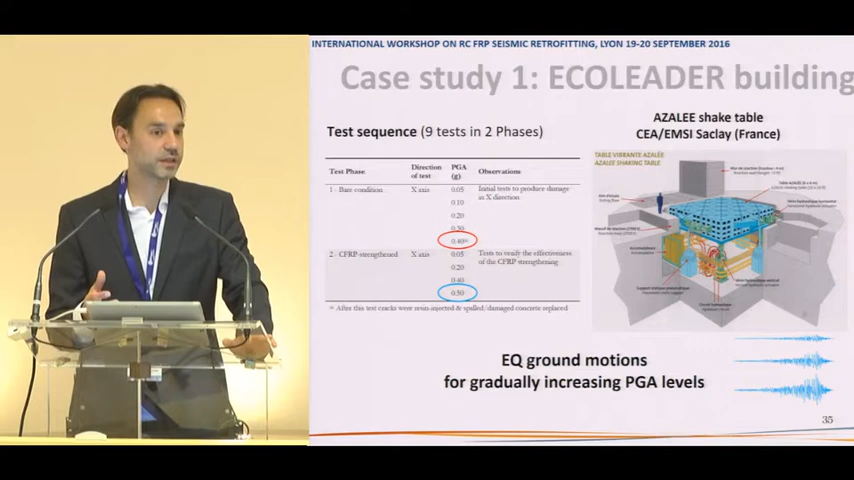 INTERNATIONAL WORKSHOP ON RC FRP SEISMIC RETROFITTING, LYON 19-20 SEPTEMBER 2016
Case study 1: ECOLEADER building
Test sequence (9 tests in 2 Phases)
AZALEE shake table
CEA/EMSI Saclay (France)
Test Phase
Direction of test
PGA (g)
Observations
1 - Bare condition
X axis
0.05
Initial tests to produce damage
in X direction
0.10
0.20
0.30
0.40
2 - CFRP-strengthened
X axis
0.05
Tests to verify the effectiveness
of the CFRP strengthening
0.20
0.40
0.50
After this test cracks were resin-injected & spalled/damaged concrete replaced
TABLE VIBRANTE AZALÉE
AZALEE SHAKING TABLE
EQ ground motions
for gradually increasing PGA levels
35